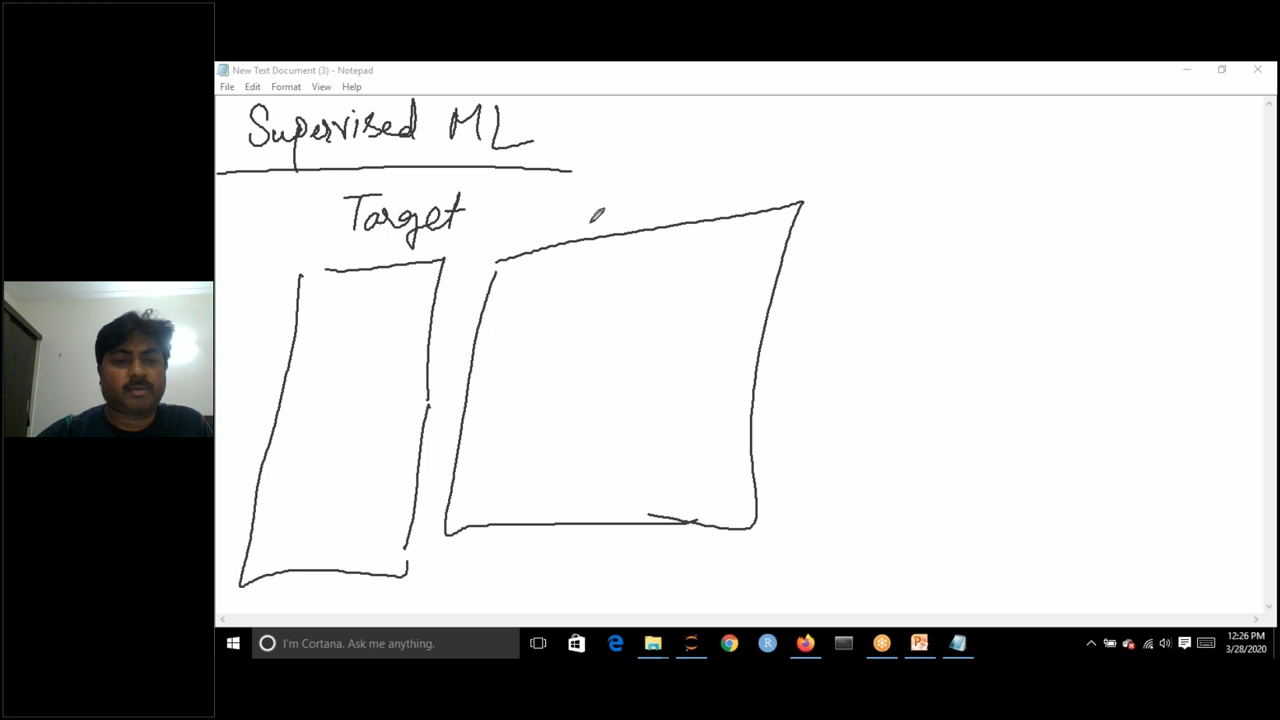 New Text Document (3) - Notepad
File Edit Format View Help
Supervised ML
Target
I'm Cortana. Ask me anything.
12:26 PM
3/28/2020